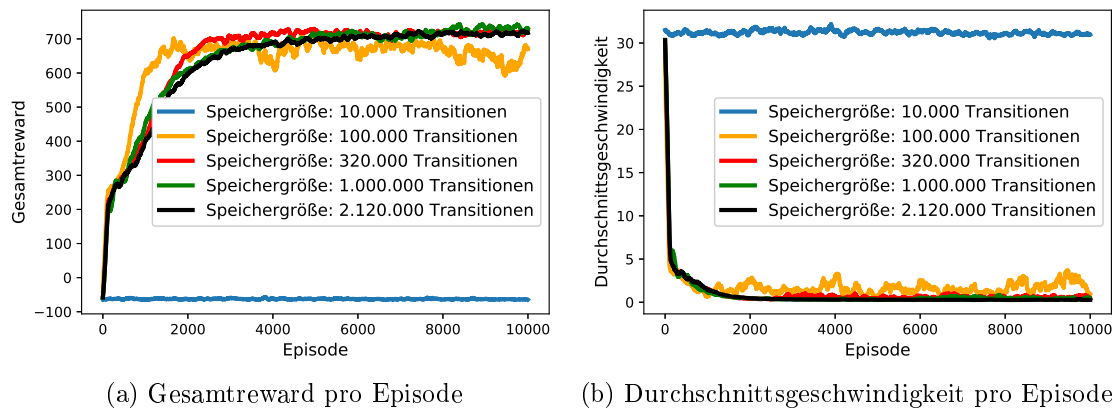 700
600
500
400
300
200
100
0
−100
0
2000
4000
6000
8000
10000
Gesamtreward
Episode
Speichergröße: 10.000 Transitionen
Speichergröße: 100.000 Transitionen
Speichergröße: 320.000 Transitionen
Speichergröße: 1.000.000 Transitionen
Speichergröße: 2.120.000 Transitionen
(a) Gesamtreward pro Episode
30
25
20
15
10
5
0
0
2000
4000
6000
8000
10000
Durchschnittsgeschwindigkeit
Episode
Speichergröße: 10.000 Transitionen
Speichergröße: 100.000 Transitionen
Speichergröße: 320.000 Transitionen
Speichergröße: 1.000.000 Transitionen
Speichergröße: 2.120.000 Transitionen
(b) Durchschnittsgeschwindigkeit pro Episode